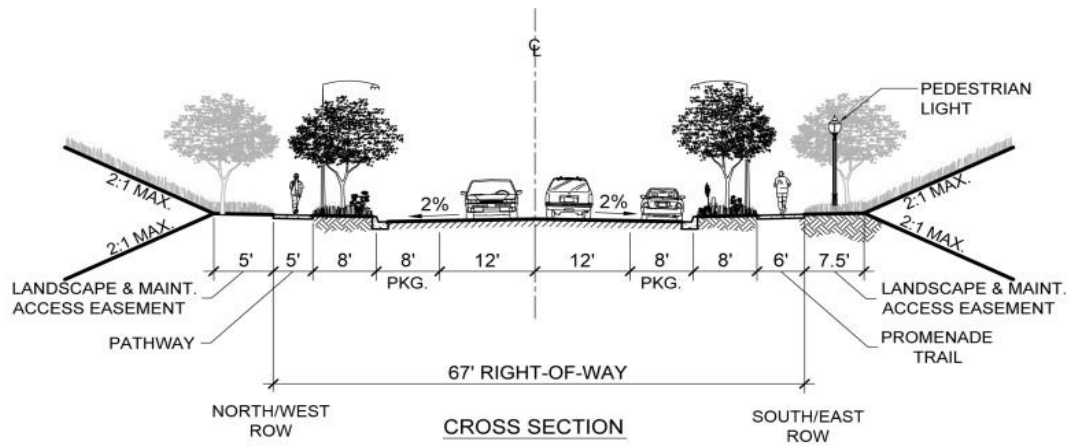 ℄
PEDESTRIAN
LIGHT
2:1 MAX.
2:1 MAX.
2%
2%
2:1 MAX.
2:1 MAX.
5' 5' 8' 8' 12' 12' 8' 8' 6' 7.5'
PKG. PKG.
LANDSCAPE & MAINT.
ACCESS EASEMENT
LANDSCAPE & MAINT.
ACCESS EASEMENT
PATHWAY
PROMENADE
TRAIL
67' RIGHT-OF-WAY
NORTH/WEST
ROW
CROSS SECTION
SOUTH/EAST
ROW